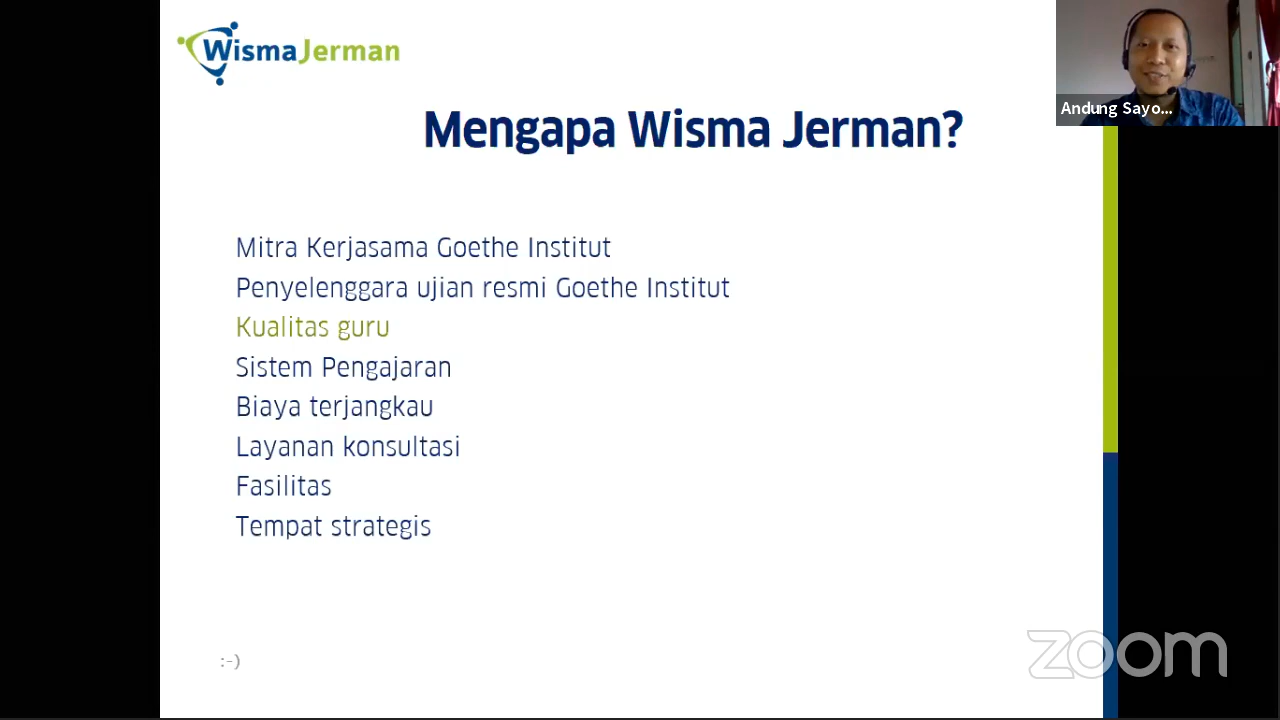 WismaJerman
Andung Sayo...
Mengapa Wisma Jerman?
Mitra Kerjasama Goethe Institut
Penyelenggara ujian resmi Goethe Institut
Kualitas guru
Sistem Pengajaran
Biaya terjangkau
Layanan konsultasi
Fasilitas
Tempat strategis
:-)
zoom